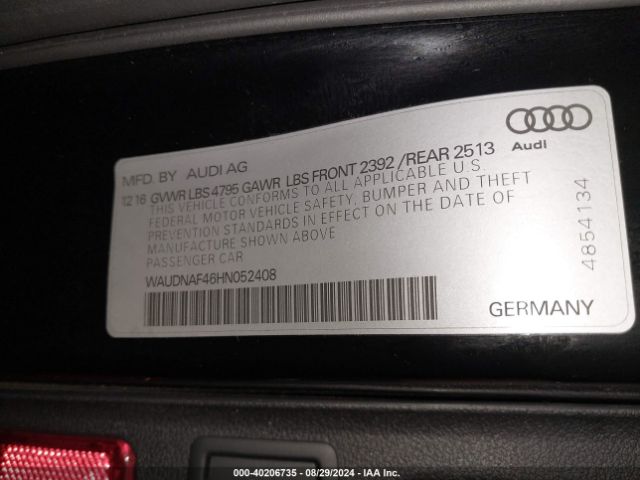 MFD. BY AUDI AG
12 16 GVWR LBS 4795 GAWR LBS FRONT 2392 /REAR 2513
THIS VEHICLE CONFORMS TO ALL APPLICABLE U.S
FEDERAL MOTOR VEHICLE SAFETY, BUMPER AND THEFT
PREVENTION STANDARDS IN EFFECT ON THE DATE OF
MANUFACTURE SHOWN ABOVE
PASSENGER CAR
WAUDNAF46HN052408
Audi
4854134
GERMANY
000-40206735 - 08/29/2024 - IAA Inc.